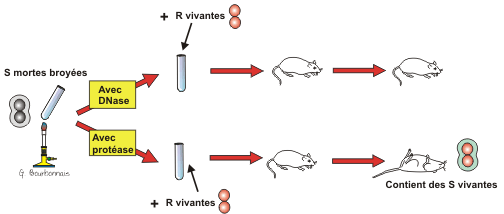 + R vivantes
S mortes broyées
Avec
DNase
Avec
protéase
G. Bourbonnais
Contient des S vivantes
+ R vivantes